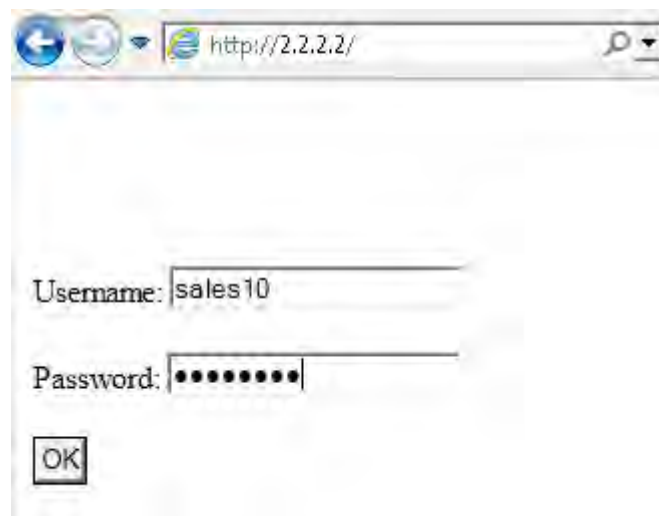 http://2.2.2.2/
Username: sales10
Password: ••••••••
OK